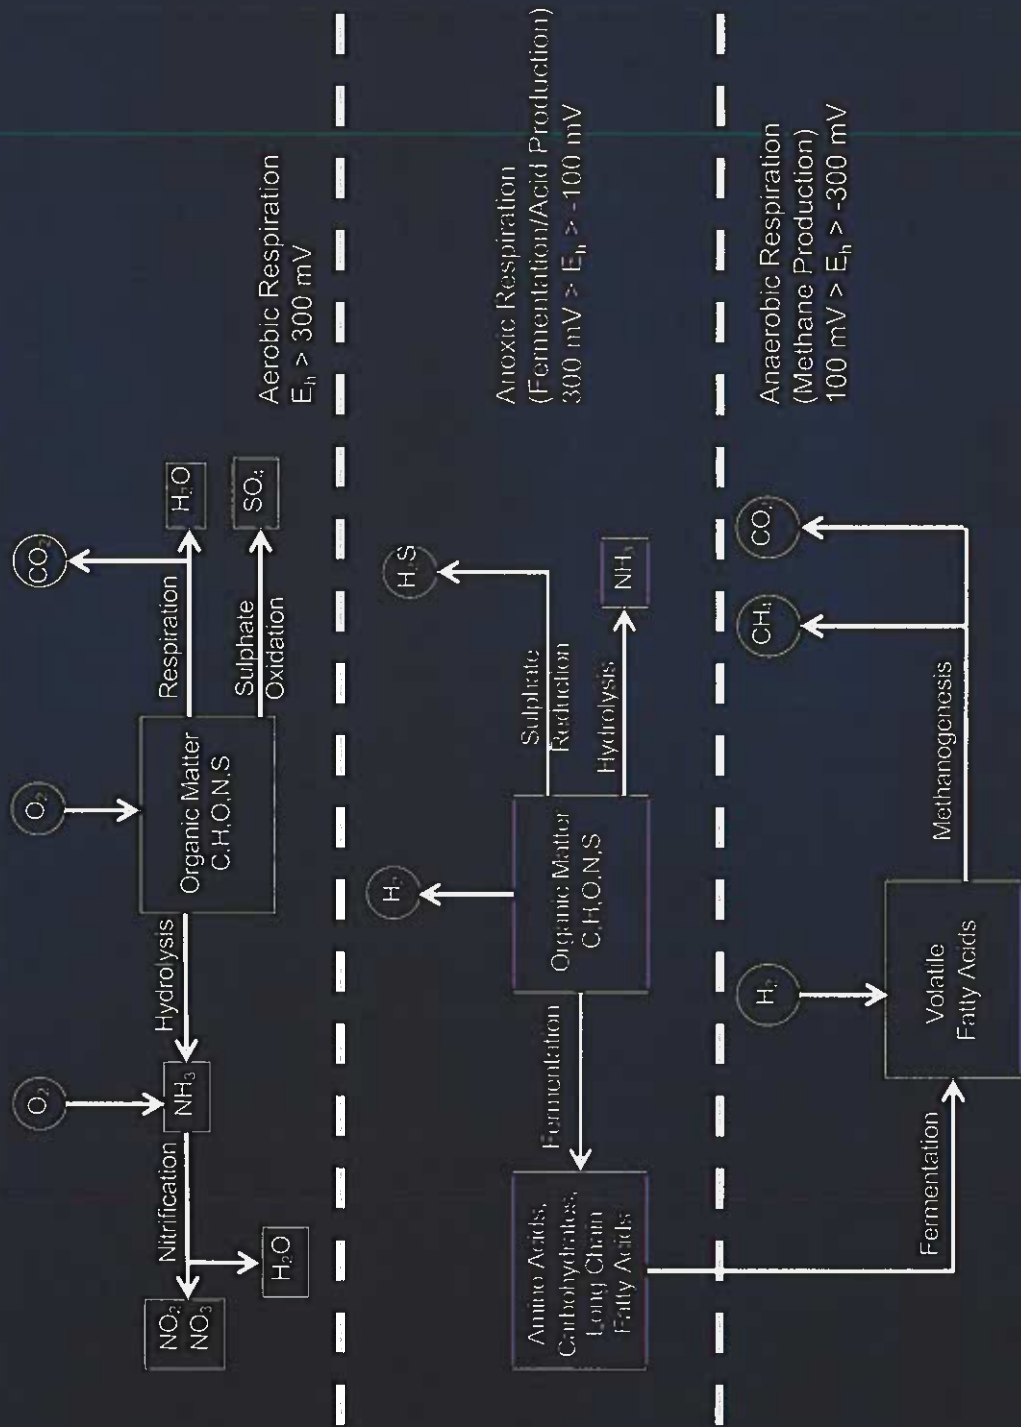 O₂
O₂
CO₂
NO₂
NO₃
Nitrification
NH₃
Hydrolysis
Organic Matter
C,H,O,N,S
Respiration
H₂O
H₂O
Sulphate
Oxidation
SO₄
Aerobic Respiration
Eₕ > 300 mV
H₂
H₂S
Amino Acids,
Carbohydrates,
Long Chain
Fatty Acids
Fermentation
Organic Matter
C,H,O,N,S
Sulphate
Reduction
Hydrolysis
NH₃
Anoxic Respiration
(Fermentation/Acid Production)
300 mV > Eₕ > -100 mV
H₂
CH₄
CO₂
Fermentation
Volatile
Fatty Acids
Methanogenesis
Anaerobic Respiration
(Methane Production)
100 mV > Eₕ > -300 mV